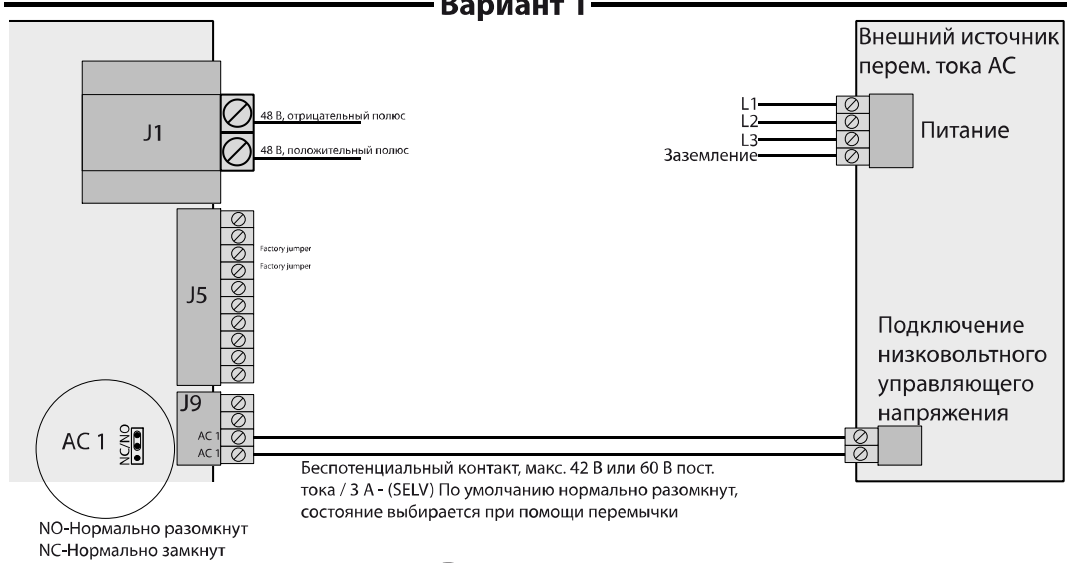 Вариант 1
Внешний источник
перем. тока AC
J1
48 В, отрицательный полюс
48 В, положительный полюс
L1
L2
L3
Заземление
Питание
Factory jumper
Factory jumper
J5
Подключение
низковольтного
управляющего
напряжения
J9
AC 1
AC 1
AC 1
NC/NO
Беспотенциальный контакт, макс. 42 В или 60 В пост.
тока / 3 А - (SELV) По умолчанию нормально разомкнут,
состояние выбирается при помощи перемычки
NO-Нормально разомкнут
NC-Нормально замкнут